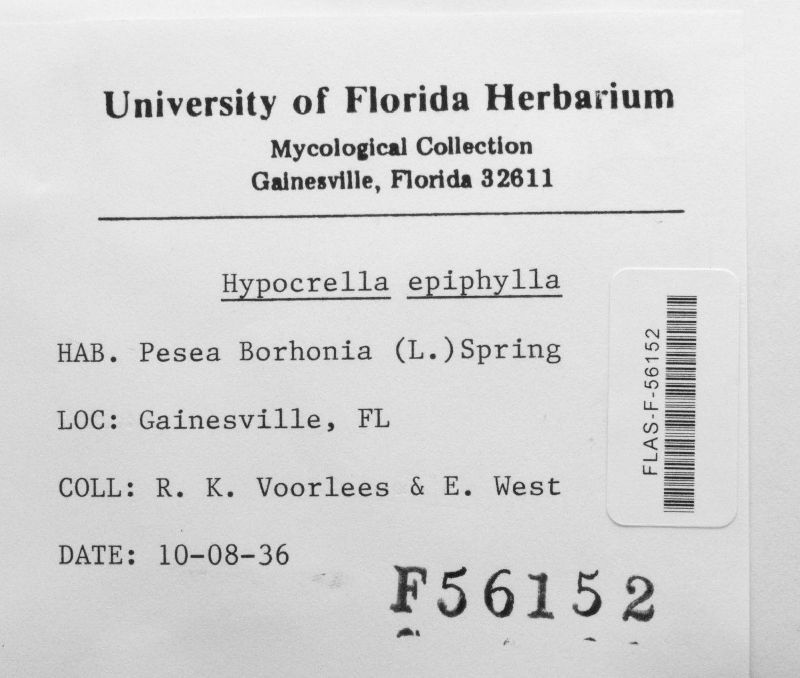 University of Florida Herbarium
Mycological Collection
Gainesville, Florida 32611
Hypocrella epiphylla
HAB. Pesea Borhonia (L.)Spring
LOC: Gainesville, FL
COLL: R. K. Voorlees & E. West
DATE: 10-08-36
F56152
FLAS-F-56152